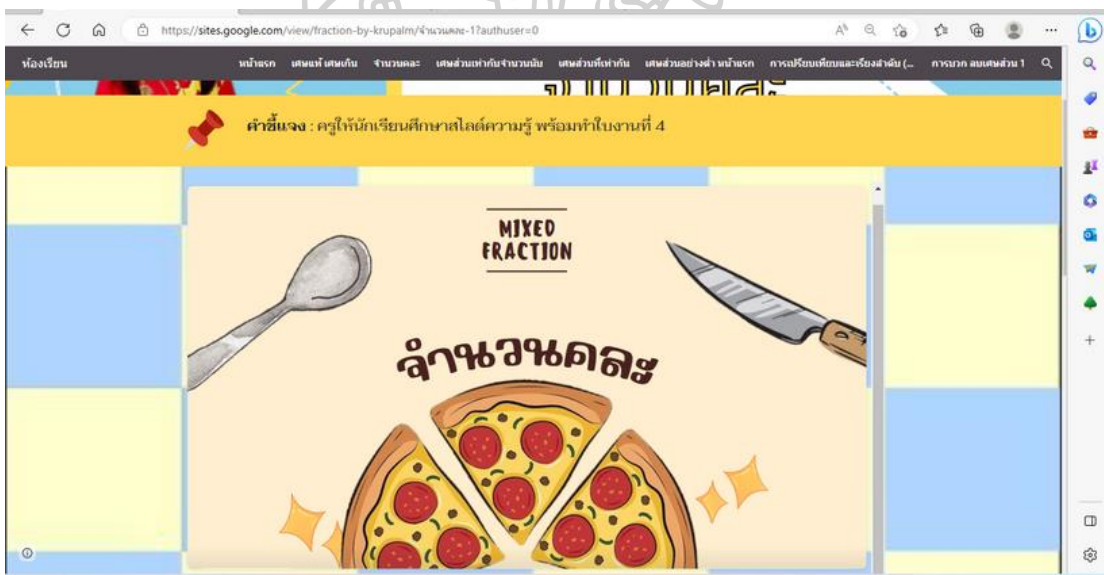 https://sites.google.com/view/fraction-by-krupalm/จำนวนคละ-1?authuser=0
ห้องเรียน
หน้าแรก เศษแท้ เศษเกิน จำนวนคละ เศษส่วนเท่ากับจำนวนนับ เศษส่วนที่เท่ากัน เศษส่วนอย่างต่ำ หน้าแรก การเปรียบเทียบและเรียงลำดับ (... การบวก ลบเศษส่วน 1
จำนวนคละ
คำชี้แจง : ครูให้นักเรียนศึกษาสไลด์ความรู้ พร้อมทำใบงานที่ 4
MIXED
FRACTION
จำนวนคละ